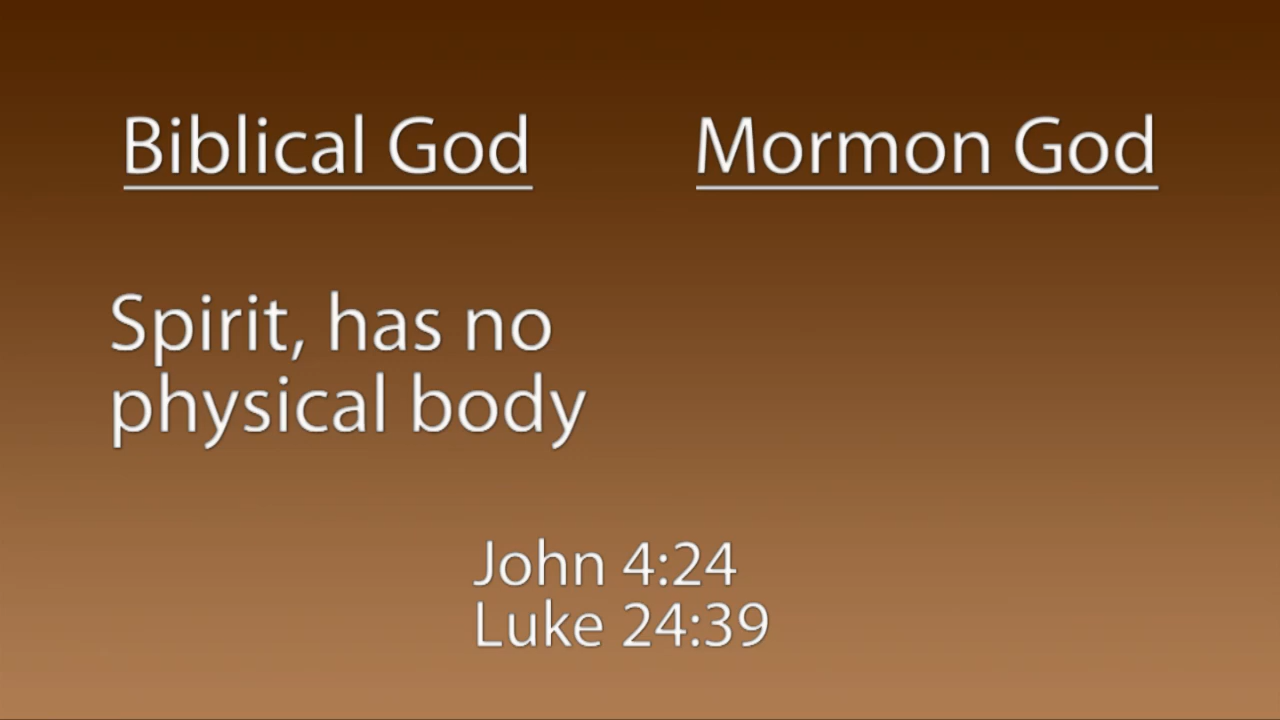 Biblical God
Mormon God
Spirit, has no
physical body
John 4:24
Luke 24:39